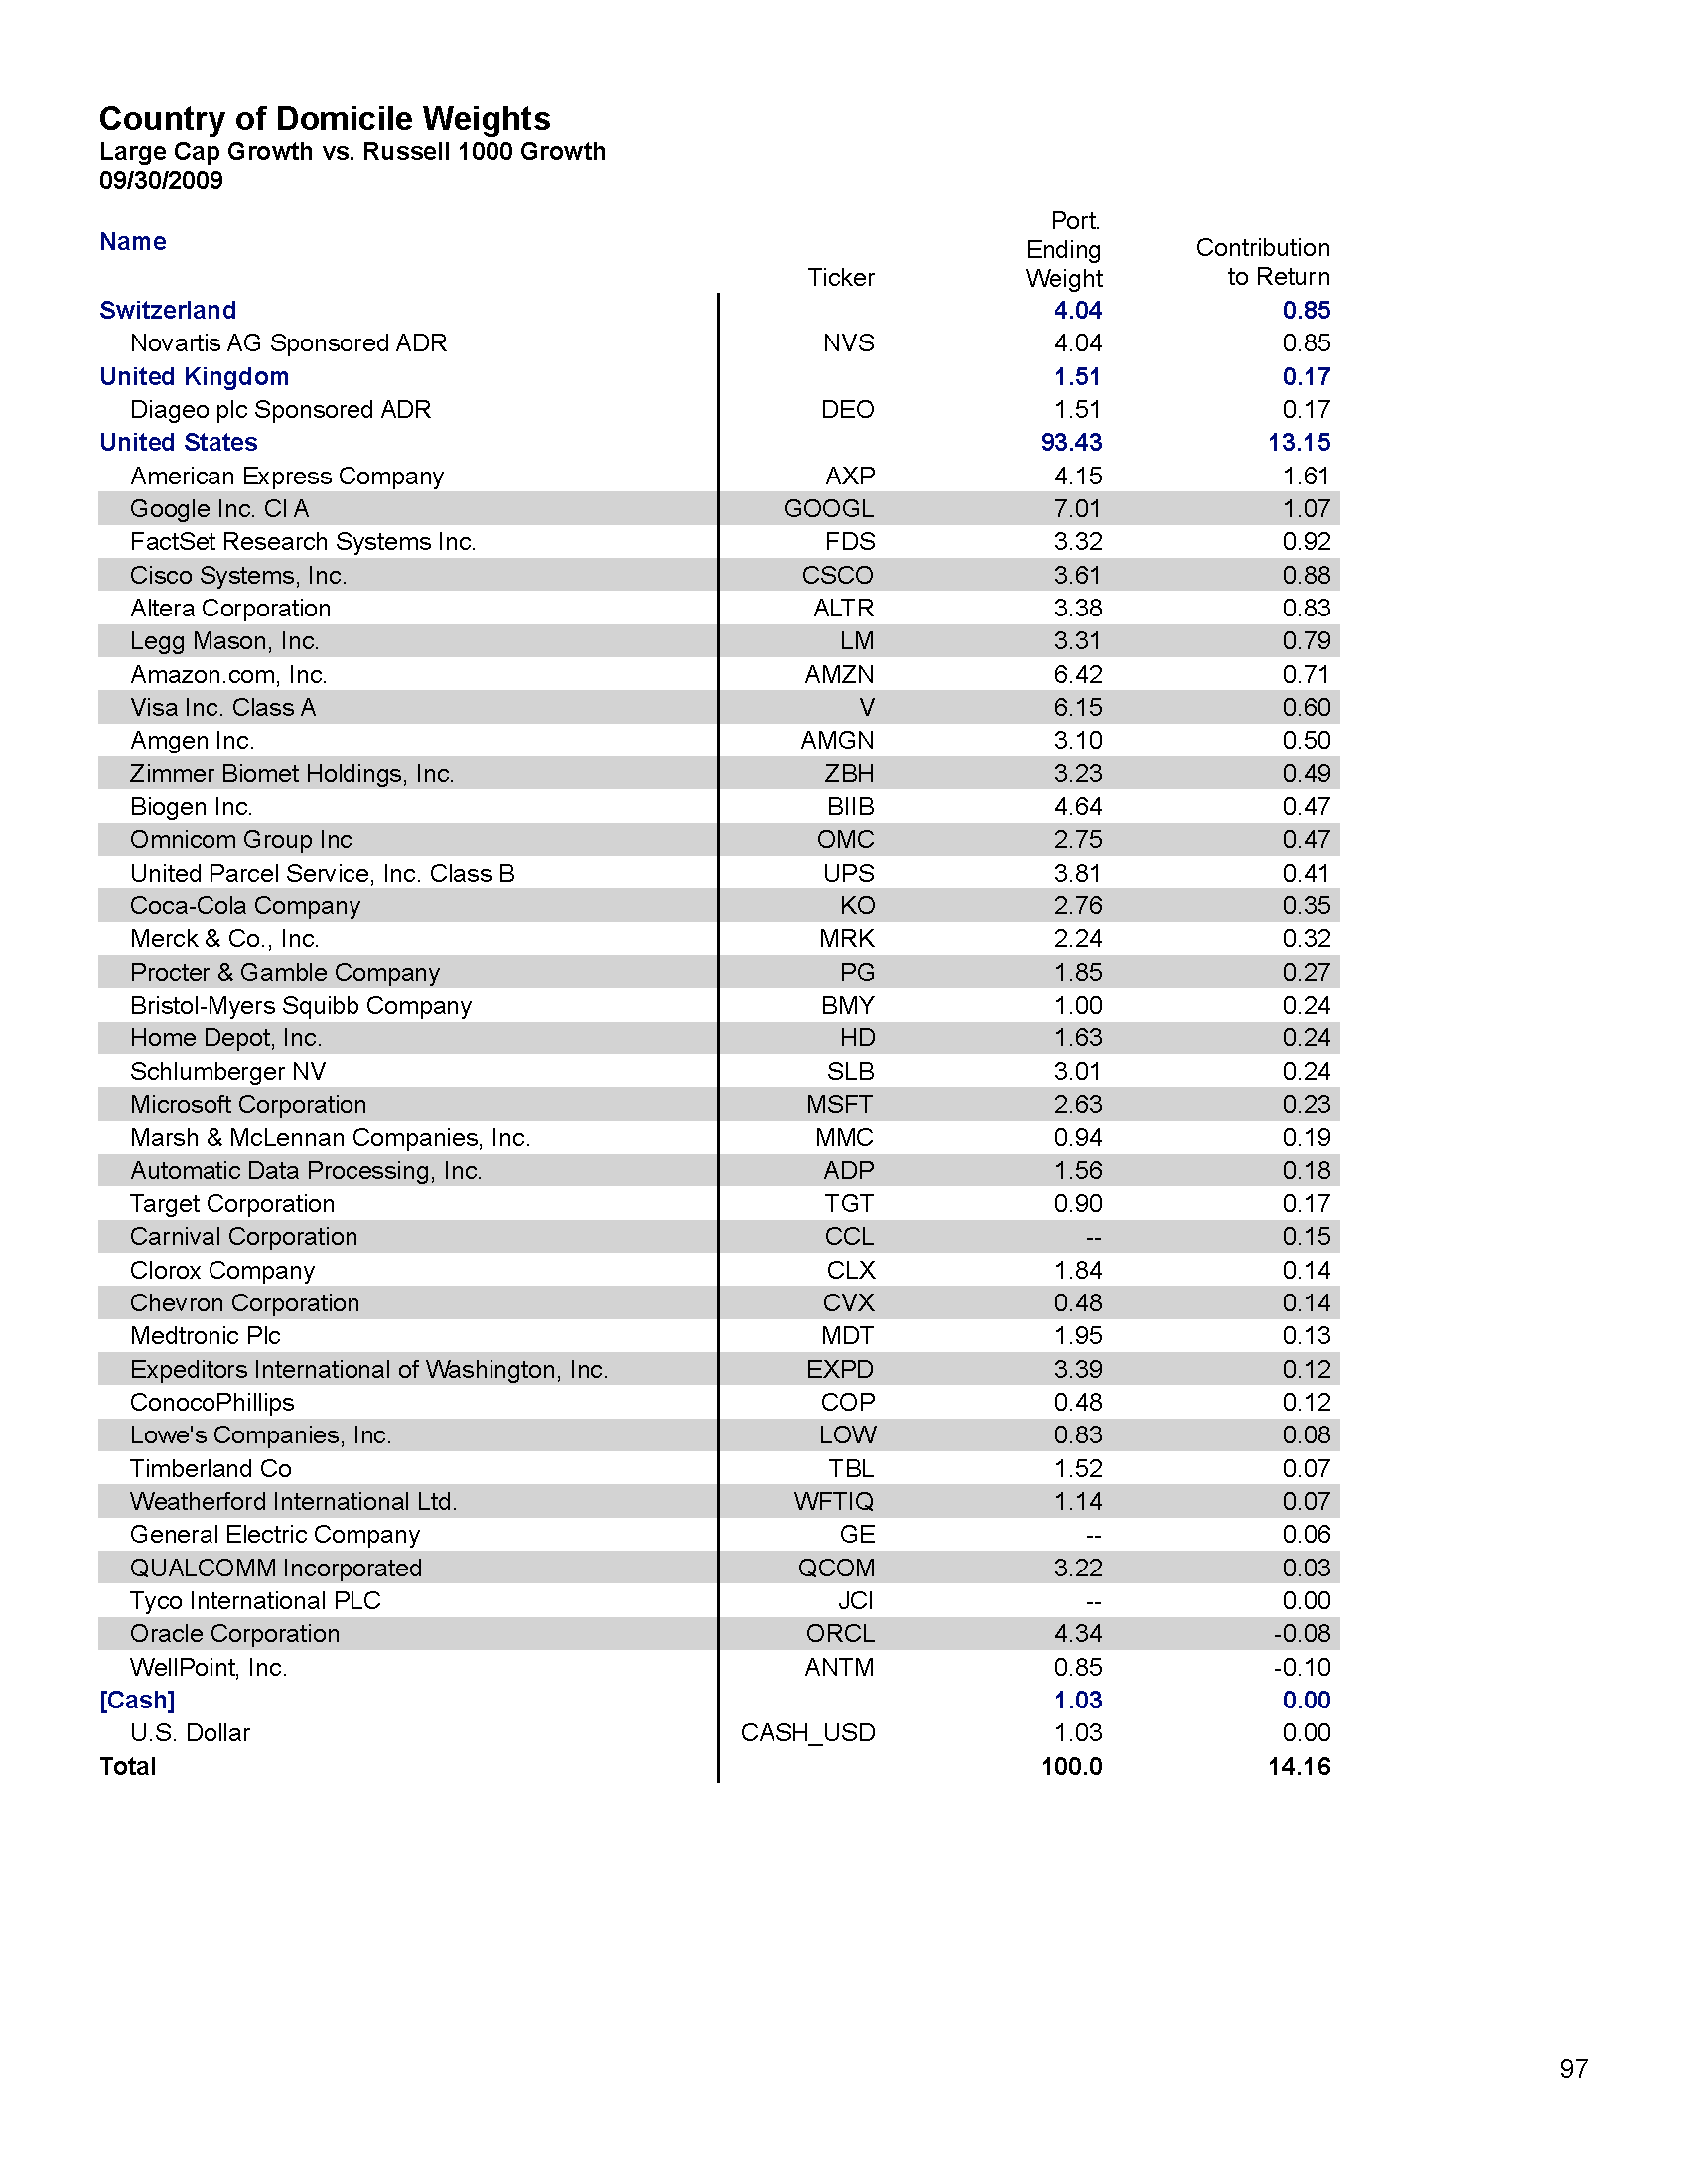 Country of Domicile Weights
Large Cap Growth vs. Russell 1000 Growth
09/30/2009
Name Ticker Port. Ending Weight Contribution to Return
Switzerland 4.04 0.85
Novartis AG Sponsored ADR NVS 4.04 0.85
United Kingdom 1.51 0.17
Diageo plc Sponsored ADR DEO 1.51 0.17
United States 93.43 13.15
American Express Company AXP 4.15 1.61
Google Inc. Cl A GOOGL 7.01 1.07
FactSet Research Systems Inc. FDS 3.32 0.92
Cisco Systems, Inc. CSCO 3.61 0.88
Altera Corporation ALTR 3.38 0.83
Legg Mason, Inc. LM 3.31 0.79
Amazon.com, Inc. AMZN 6.42 0.71
Visa Inc. Class A V 6.15 0.60
Amgen Inc. AMGN 3.10 0.50
Zimmer Biomet Holdings, Inc. ZBH 3.23 0.49
Biogen Inc. BIIB 4.64 0.47
Omnicom Group Inc OMC 2.75 0.47
United Parcel Service, Inc. Class B UPS 3.81 0.41
Coca-Cola Company KO 2.76 0.35
Merck & Co., Inc. MRK 2.24 0.32
Procter & Gamble Company PG 1.85 0.27
Bristol-Myers Squibb Company BMY 1.00 0.24
Home Depot, Inc. HD 1.63 0.24
Schlumberger NV SLB 3.01 0.24
Microsoft Corporation MSFT 2.63 0.23
Marsh & McLennan Companies, Inc. MMC 0.94 0.19
Automatic Data Processing, Inc. ADP 1.56 0.18
Target Corporation TGT 0.90 0.17
Carnival Corporation CCL -- 0.15
Clorox Company CLX 1.84 0.14
Chevron Corporation CVX 0.48 0.14
Medtronic Plc MDT 1.95 0.13
Expeditors International of Washington, Inc. EXPD 3.39 0.12
ConocoPhillips COP 0.48 0.12
Lowe's Companies, Inc. LOW 0.83 0.08
Timberland Co TBL 1.52 0.07
Weatherford International Ltd. WFTIQ 1.14 0.07
General Electric Company GE -- 0.06
QUALCOMM Incorporated QCOM 3.22 0.03
Tyco International PLC JCI -- 0.00
Oracle Corporation ORCL 4.34 -0.08
WellPoint, Inc. ANTM 0.85 -0.10
[Cash] 1.03 0.00
U.S. Dollar CASH_USD 1.03 0.00
Total 100.0 14.16
97